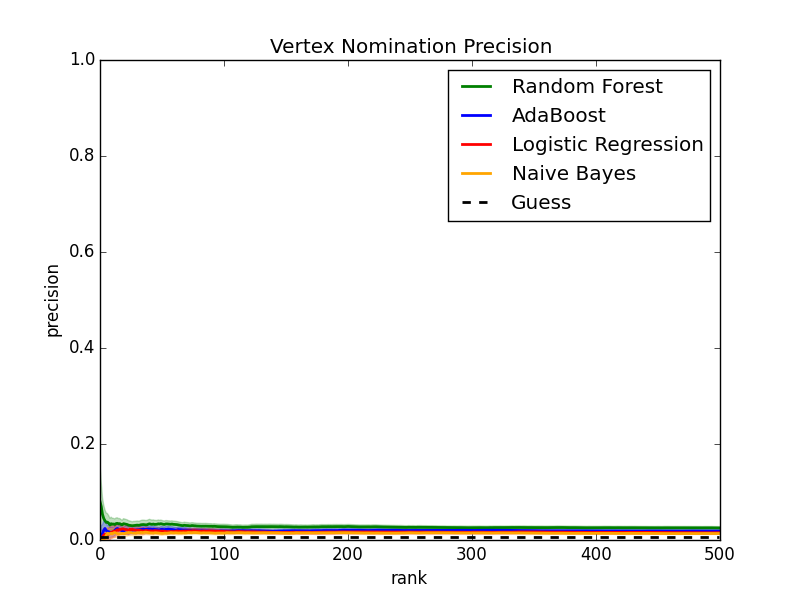 Vertex Nomination Precision
1.0
0.8
0.6
0.4
0.2
0.0
precision
Random Forest
AdaBoost
Logistic Regression
Naive Bayes
Guess
0 100 200 300 400 500
rank